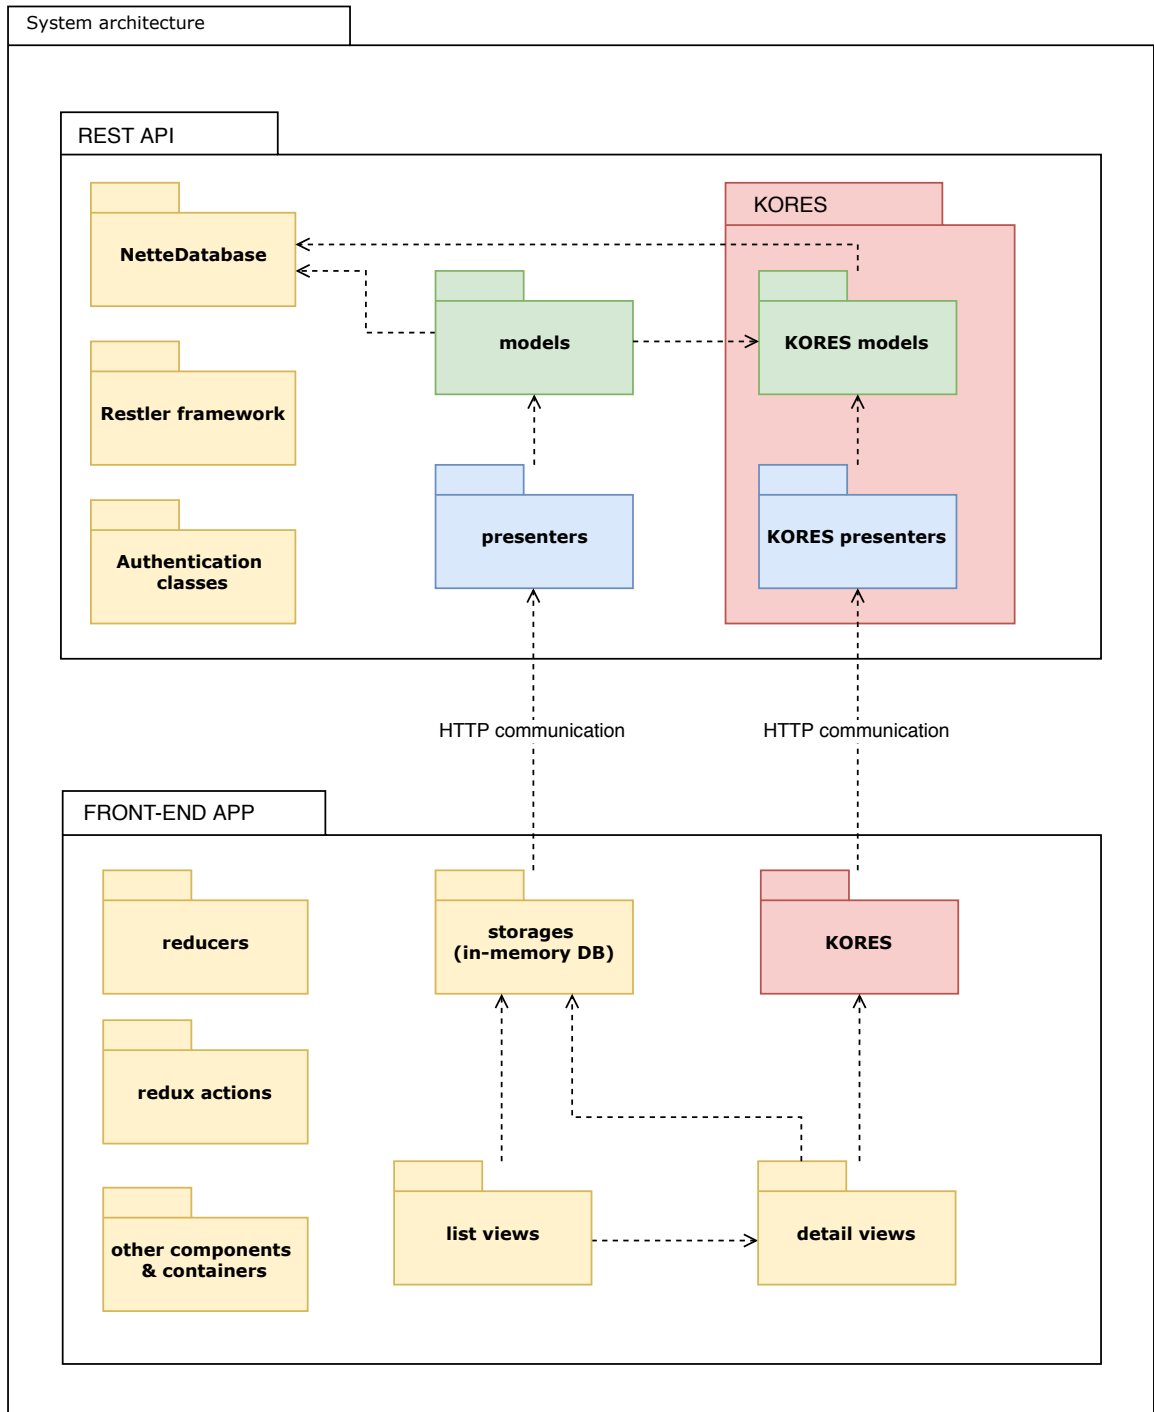 System architecture
REST API
KORES
NetteDatabase
models
KORES models
Restler framework
presenters
KORES presenters
Authentication
classes
HTTP communication
HTTP communication
FRONT-END APP
reducers
storages
(in-memory DB)
KORES
redux actions
list views
detail views
other components
& containers